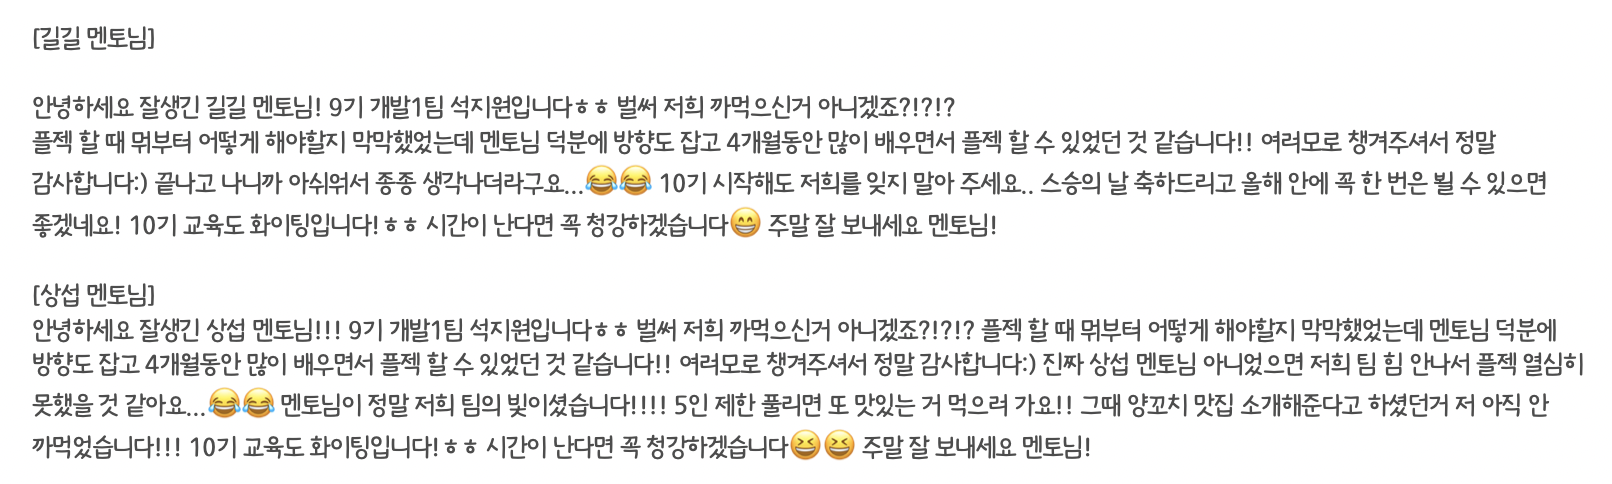 [길길 멘토님]
안녕하세요 잘생긴 길길 멘토님! 9기 개발1팀 석지원입니다ㅎㅎ 벌써 저희 까먹으신거 아니겠죠?!?!?
플젝 할 때 뭐부터 어떻게 해야할지 막막했었는데 멘토님 덕분에 방향도 잡고 4개월동안 많이 배우면서 플젝 할 수 있었던 것 같습니다!! 여러모로 챙겨주셔서 정말
감사합니다:) 끝나고 나니까 아쉬워서 종종 생각나더라구요...😂😂 10기 시작해도 저희를 잊지 말아 주세요.. 스승의 날 축하드리고 올해 안에 꼭 한 번은 뵐 수 있으면
좋겠네요! 10기 교육도 화이팅입니다!ㅎㅎ 시간이 난다면 꼭 청강하겠습니다😁 주말 잘 보내세요 멘토님!
[상섭 멘토님]
안녕하세요 잘생긴 상섭 멘토님!!! 9기 개발1팀 석지원입니다ㅎㅎ 벌써 저희 까먹으신거 아니겠죠?!?!? 플젝 할 때 뭐부터 어떻게 해야할지 막막했었는데 멘토님 덕분에
방향도 잡고 4개월동안 많이 배우면서 플젝 할 수 있었던 것 같습니다!! 여러모로 챙겨주셔서 정말 감사합니다:) 진짜 상섭 멘토님 아니었으면 저희 팀 힘 안나서 플젝 열심히
못했을 것 같아요...😂😂 멘토님이 정말 저희 팀의 빛이셨습니다!!!! 5인 제한 풀리면 또 맛있는 거 먹으려 가요!! 그때 양꼬치 맛집 소개해준다고 하셨던거 저 아직 안
까먹었습니다!!! 10기 교육도 화이팅입니다!ㅎㅎ 시간이 난다면 꼭 청강하겠습니다😆😆 주말 잘 보내세요 멘토님!